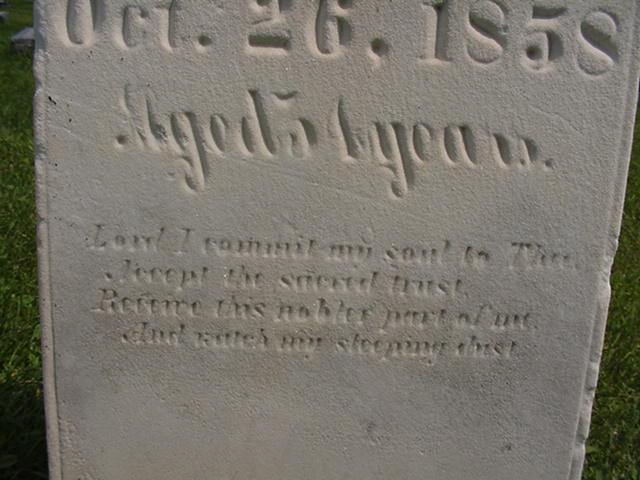 Oct. 26, 1858
Aged years.
Lord I commit my soul to Thee
Accept the sacred trust,
Receive this nobler part of me,
And watch my sleeping dust